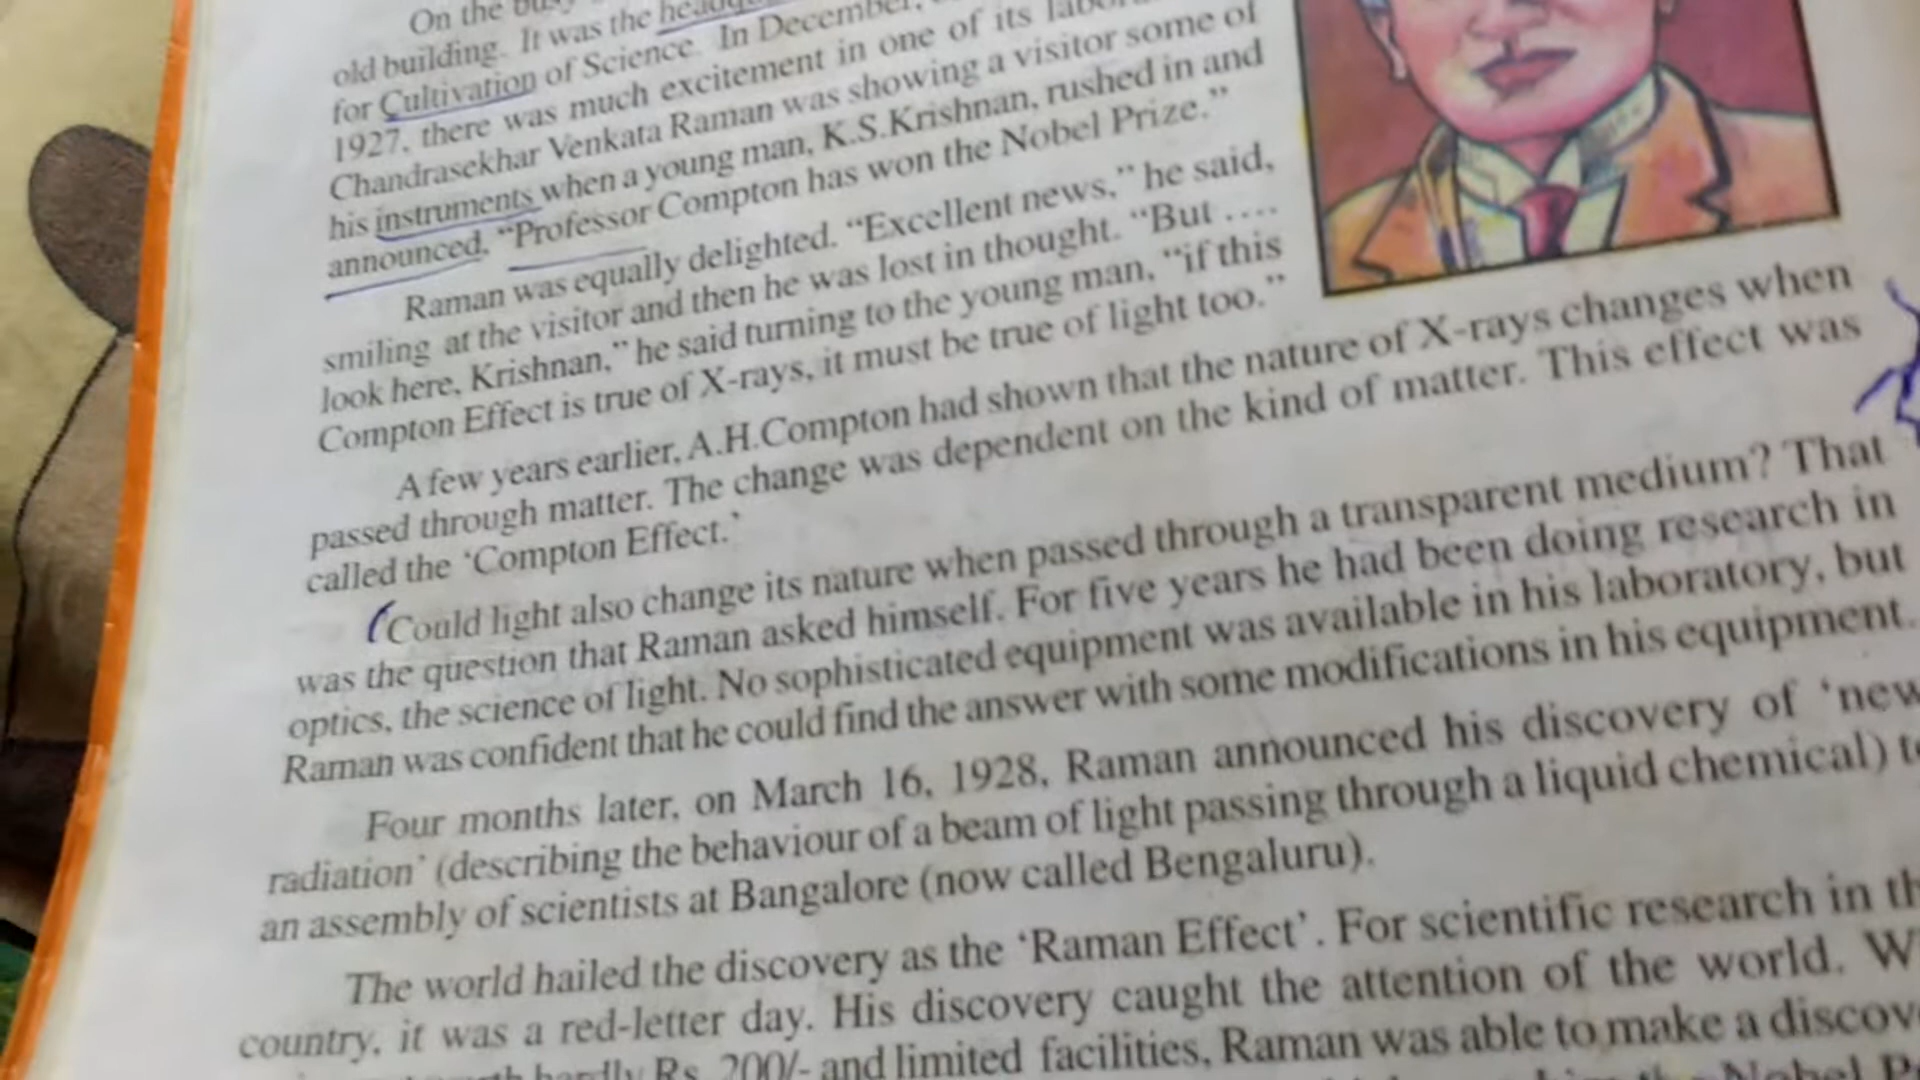 On the
old building. It was the
for Cultivation of Science. In December,
1927, there was much excitement in one of its
Chandrasekhar Venkata Raman was showing a visitor some of
his instruments when a young man, K.S.Krishnan, rushed in and
announced, “Professor Compton has won the Nobel Prize.”
Raman was equally delighted. “Excellent news,” he said,
smiling at the visitor and then he was lost in thought. “But ....
look here, Krishnan,” he said turning to the young man, “if this
Compton Effect is true of X-rays, it must be true of light too.”
A few years earlier, A.H.Compton had shown that the nature of X-rays changes when
passed through matter. The change was dependent on the kind of matter. This effect was
called the ‘Compton Effect.’
Could light also change its nature when passed through a transparent medium? That
was the question that Raman asked himself. For five years he had been doing research in
optics, the science of light. No sophisticated equipment was available in his laboratory, but
Raman was confident that he could find the answer with some modifications in his equipment.
Four months later, on March 16, 1928, Raman announced his discovery of ‘new
radiation’ (describing the behaviour of a beam of light passing through a liquid chemical)
an assembly of scientists at Bangalore (now called Bengaluru).
The world hailed the discovery as the ‘Raman Effect’. For scientific research in
country, it was a red-letter day. His discovery caught the attention of the world.
hardly Rs. 200/- and limited facilities, Raman was able to make a
Nobel